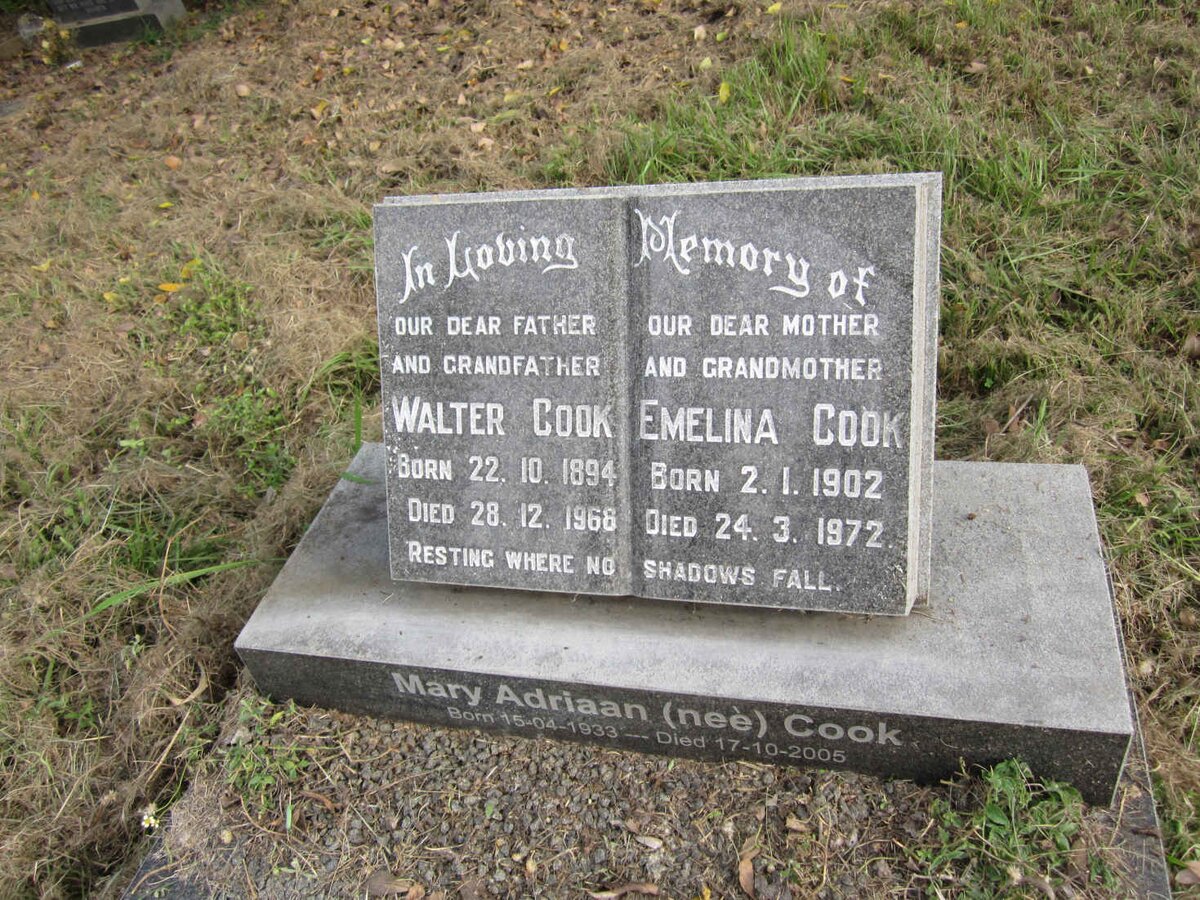 In Loving Memory of
OUR DEAR FATHER
AND GRANDFATHER
WALTER COOK
BORN 22. 10. 1894
DIED 28. 12. 1968
OUR DEAR MOTHER
AND GRANDMOTHER
EMELINA COOK
BORN 2. 1. 1902
DIED 24. 3. 1972
RESTING WHERE NO SHADOWS FALL.
Mary Adriaan (neè) Cook
Born 15-04-1933 --- Died 17-10-2005